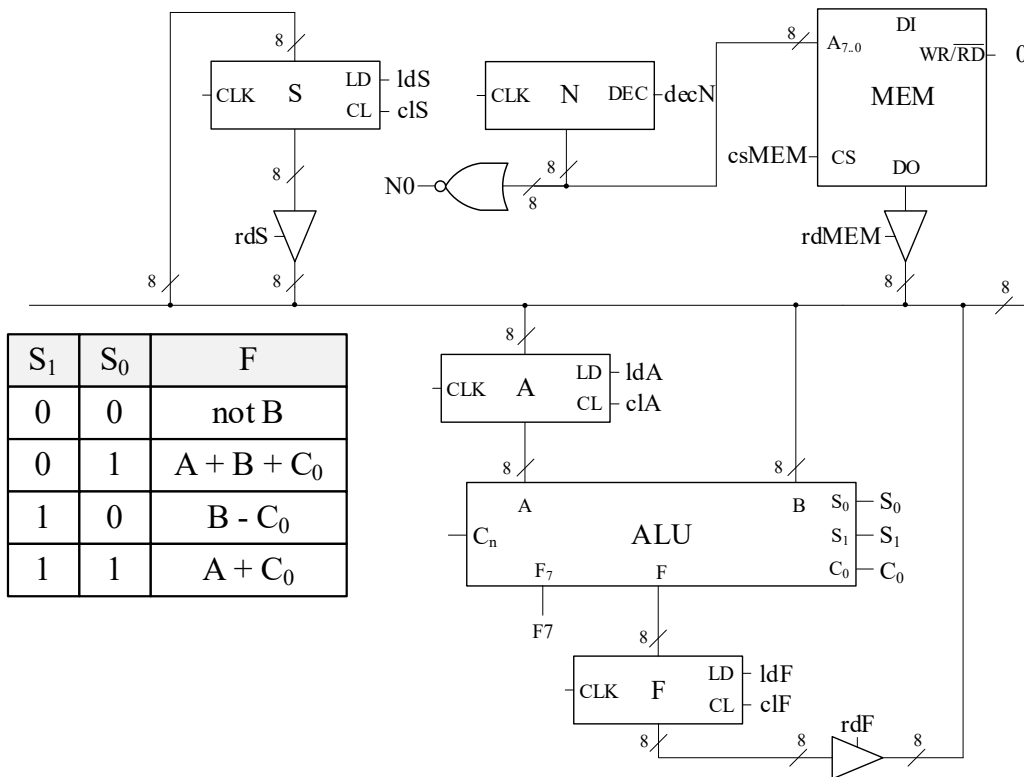 8
CLK S LD CL
ldS
clS
8
rdS
8
8
CLK N DEC
decN
8
8
N0
8
A7..0
DI
WR/RD
0
MEM
csMEM
CS
DO
rdMEM
8
8
S1 S0 F
0 0 not B
0 1 A + B + C0
1 0 B - C0
1 1 A + C0
8
CLK A LD CL
ldA
clA
8
8
A B S0 S0
Cn ALU S1 S1
F7 F C0 C0
F7
8
CLK F LD CL
ldF
clF
8
8
rdF
8